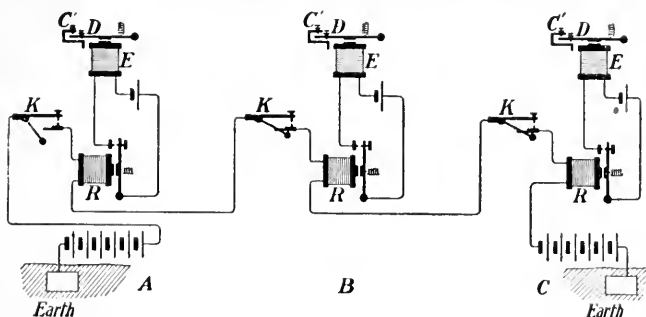 C' D D C' D
E E E
K K K
R R R
A B C
Earth Earth